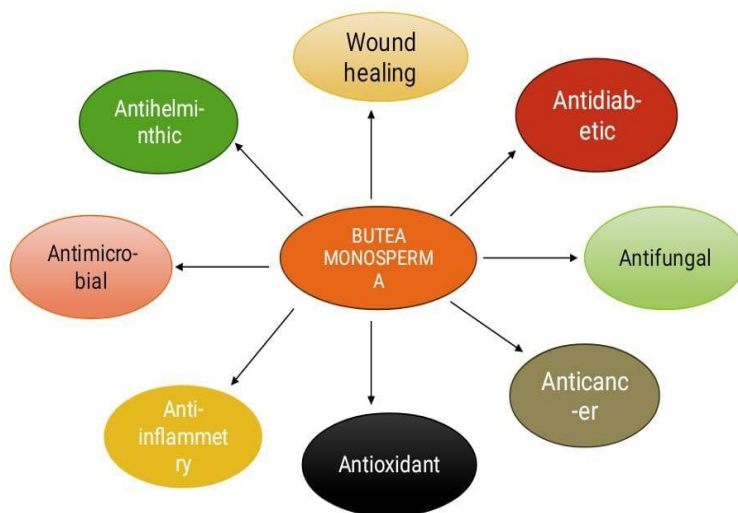 Wound
healing
Antihelmi-
nthic
Antidiab-
etic
BUTEA
MONOSPERM
A
Antimicro-
bial
Antifungal
Anti-
inflammet
ry
Anticanc
-er
Antioxidant